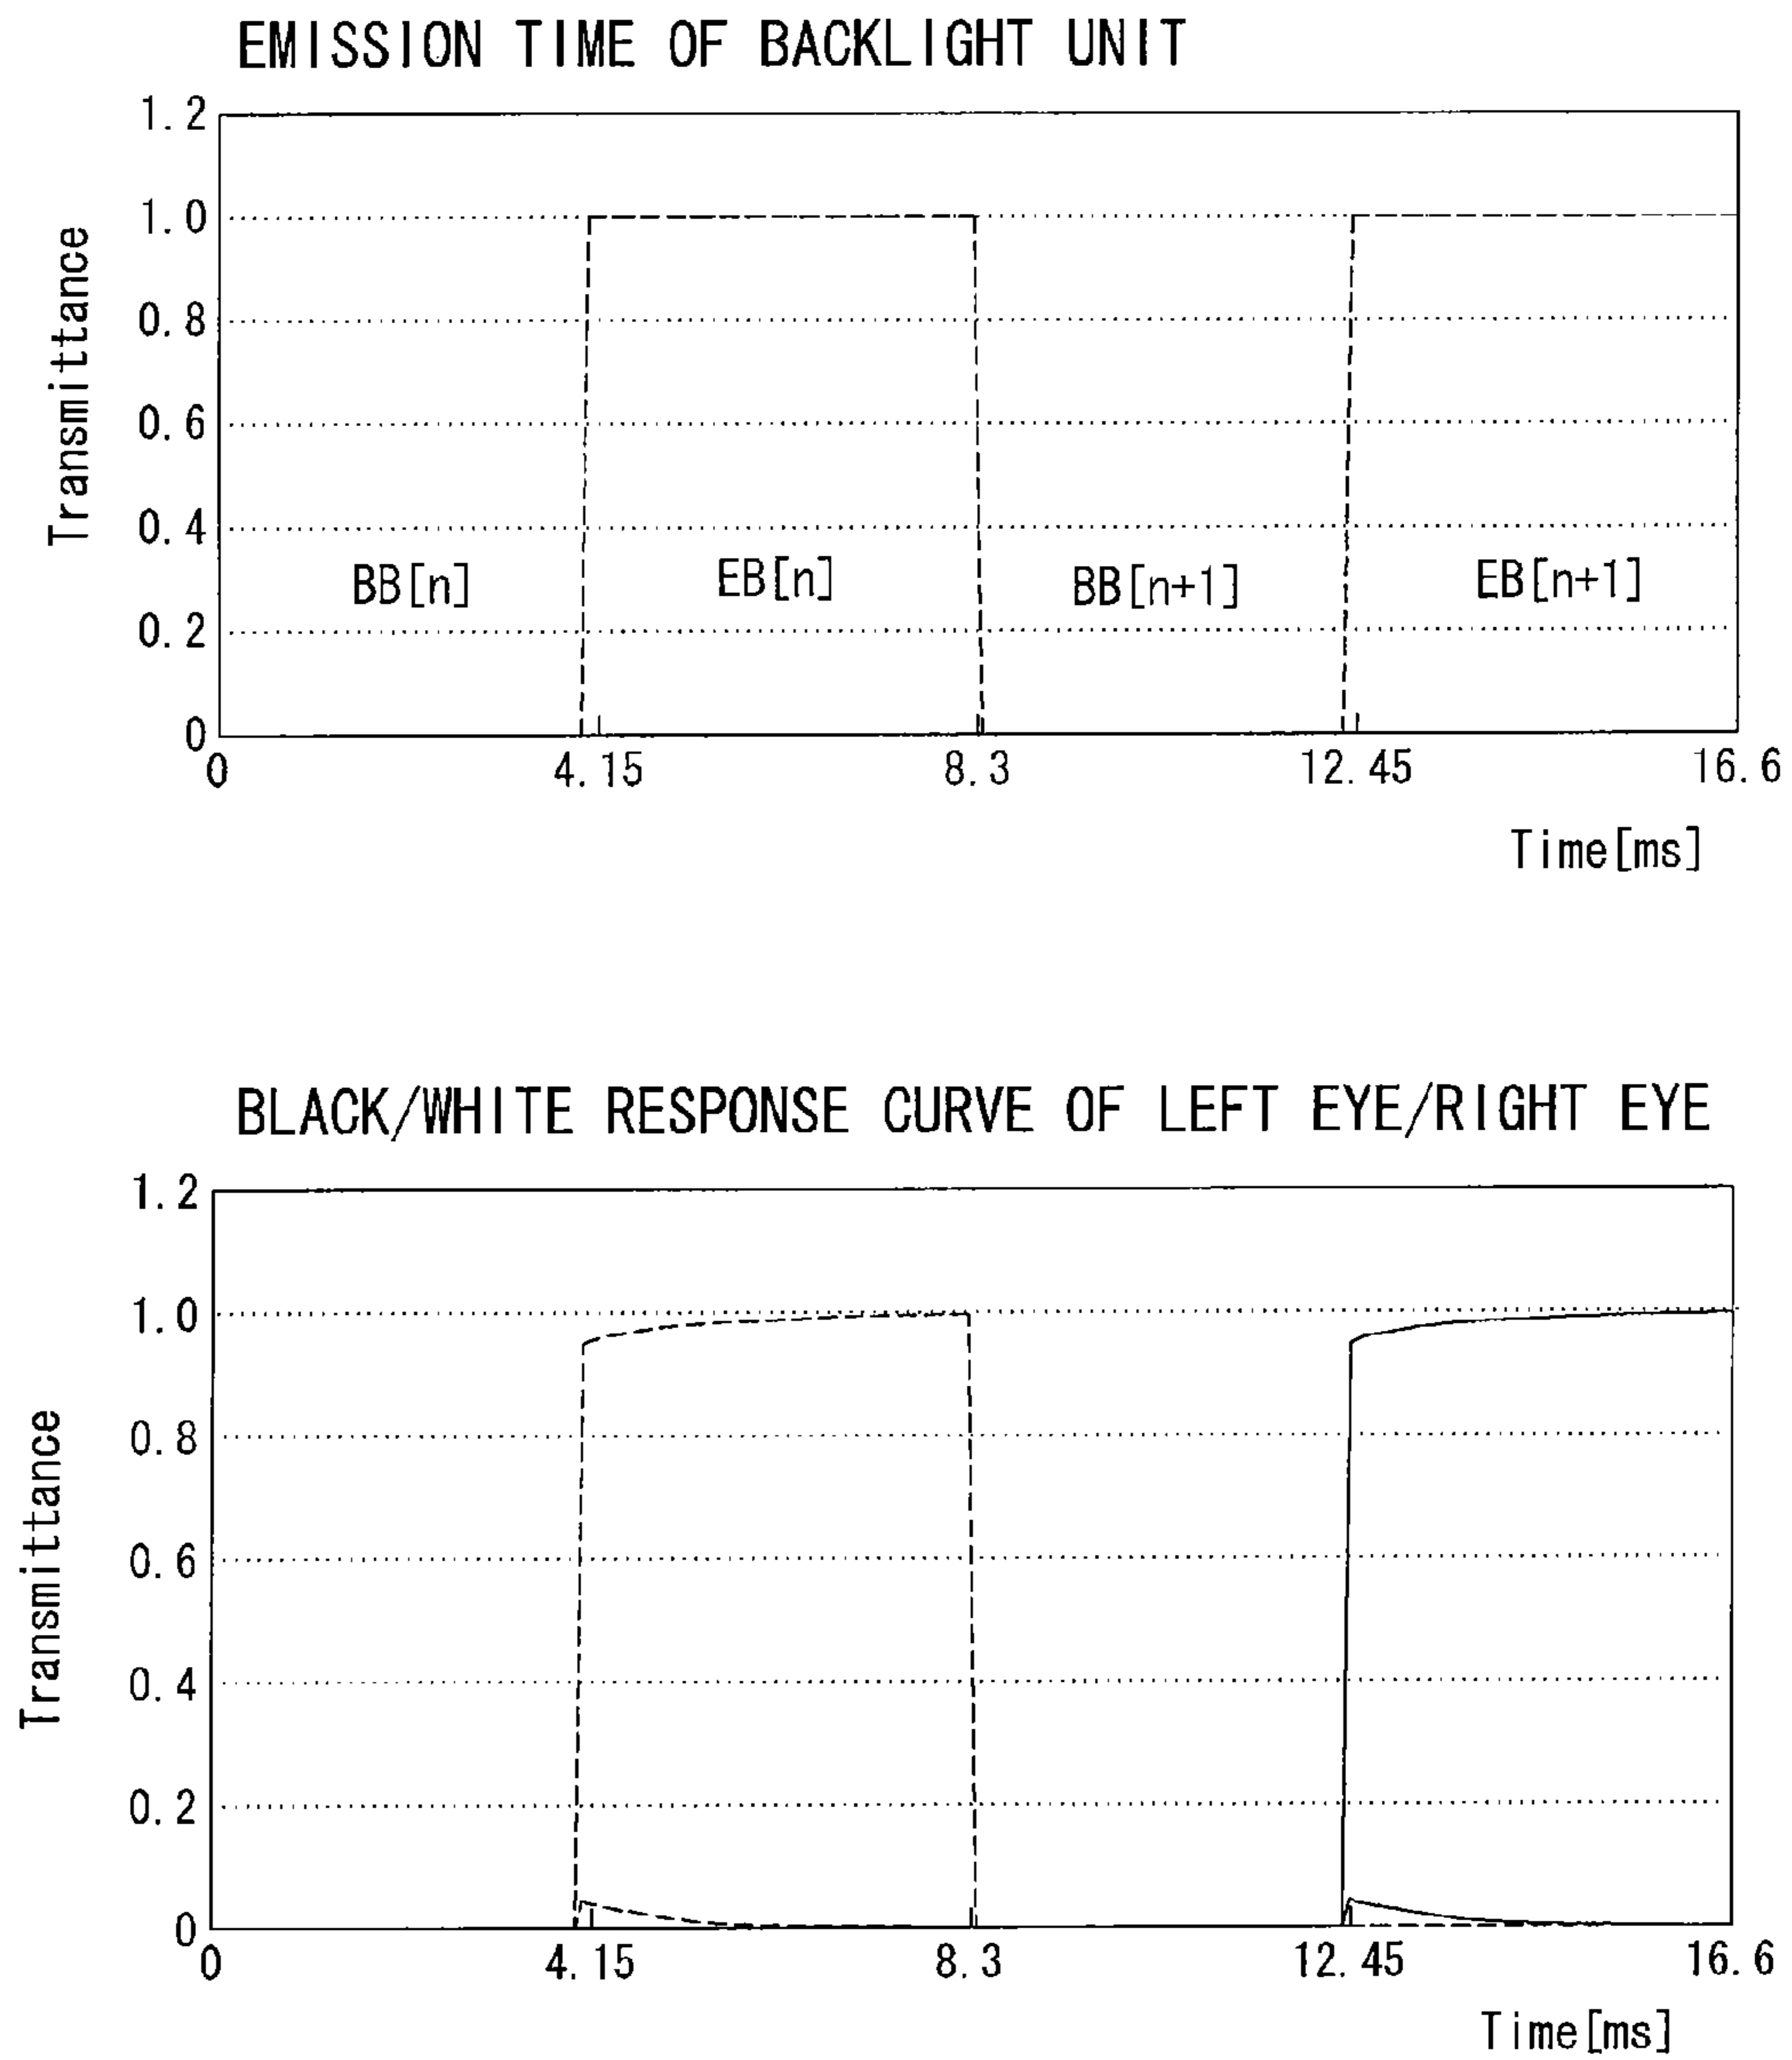 EMISSION TIME OF BACKLIGHT UNIT
1.2
1.0
0.8
0.6
0.4
0.2
0
Transmittance
BB[n] EB[n] BB[n+1] EB[n+1]
0 4.15 8.3 12.45 16.6
Time[ms]
BLACK/WHITE RESPONSE CURVE OF LEFT EYE/RIGHT EYE
1.2
1.0
0.8
0.6
0.4
0.2
0
Transmittance
0 4.15 8.3 12.45 16.6
Time[ms]